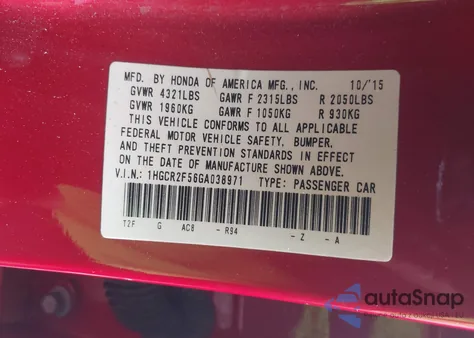 MFD. BY HONDA OF AMERICA MFG., INC. 10/'15
GVWR 4321LBS GAWR F 2315LBS R 2050LBS
GVWR 1960KG GAWR F 1050KG R 930KG
THIS VEHICLE CONFORMS TO ALL APPLICABLE
FEDERAL MOTOR VEHICLE SAFETY, BUMPER,
AND THEFT PREVENTION STANDARDS IN EFFECT
ON THE DATE OF MANUFACTURE SHOWN ABOVE.
V.I.N.: 1HGCR2F56GA038971 TYPE: PASSENGER CAR
T2F G AC8 - R94 - Z - A
autoSnap